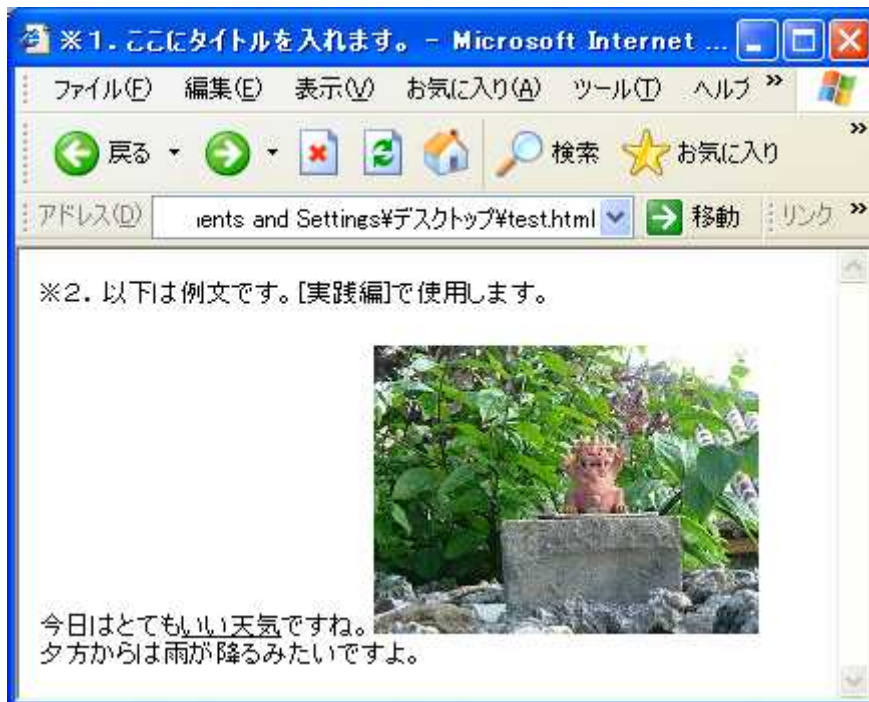 ※1. ここにタイトルを入れます。 - Microsoft Internet ...
ファイル(F) 編集(E) 表示(V) お気に入り(A) ツール(T) ヘルプ »
戻る 検索 お気に入り »
アドレス(D) ents and Settings¥デスクトップ¥test.html 移動 リンク »
※2. 以下は例文です。[実践編]で使用します。
今日はとてもいい天気ですね。
夕方からは雨が降るみたいですよ。